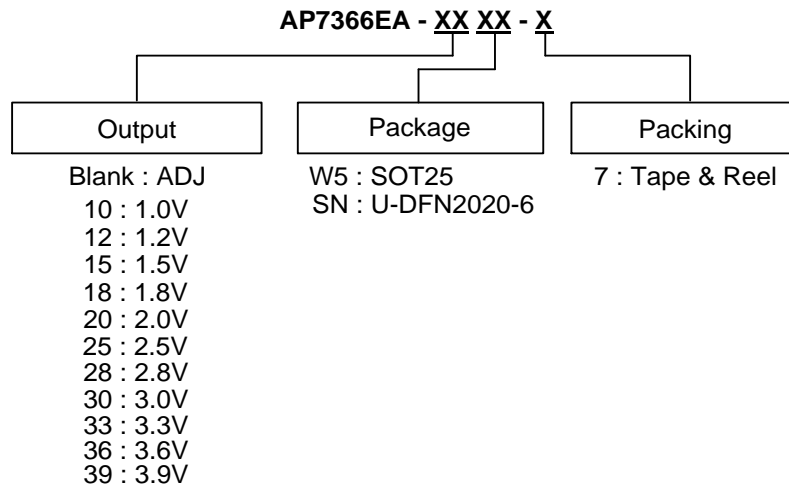 AP7366EA - XX XX - X
Output
Package
Packing
Blank : ADJ
10 : 1.0V
12 : 1.2V
15 : 1.5V
18 : 1.8V
20 : 2.0V
25 : 2.5V
28 : 2.8V
30 : 3.0V
33 : 3.3V
36 : 3.6V
39 : 3.9V
W5 : SOT25
SN : U-DFN2020-6
7 : Tape & Reel